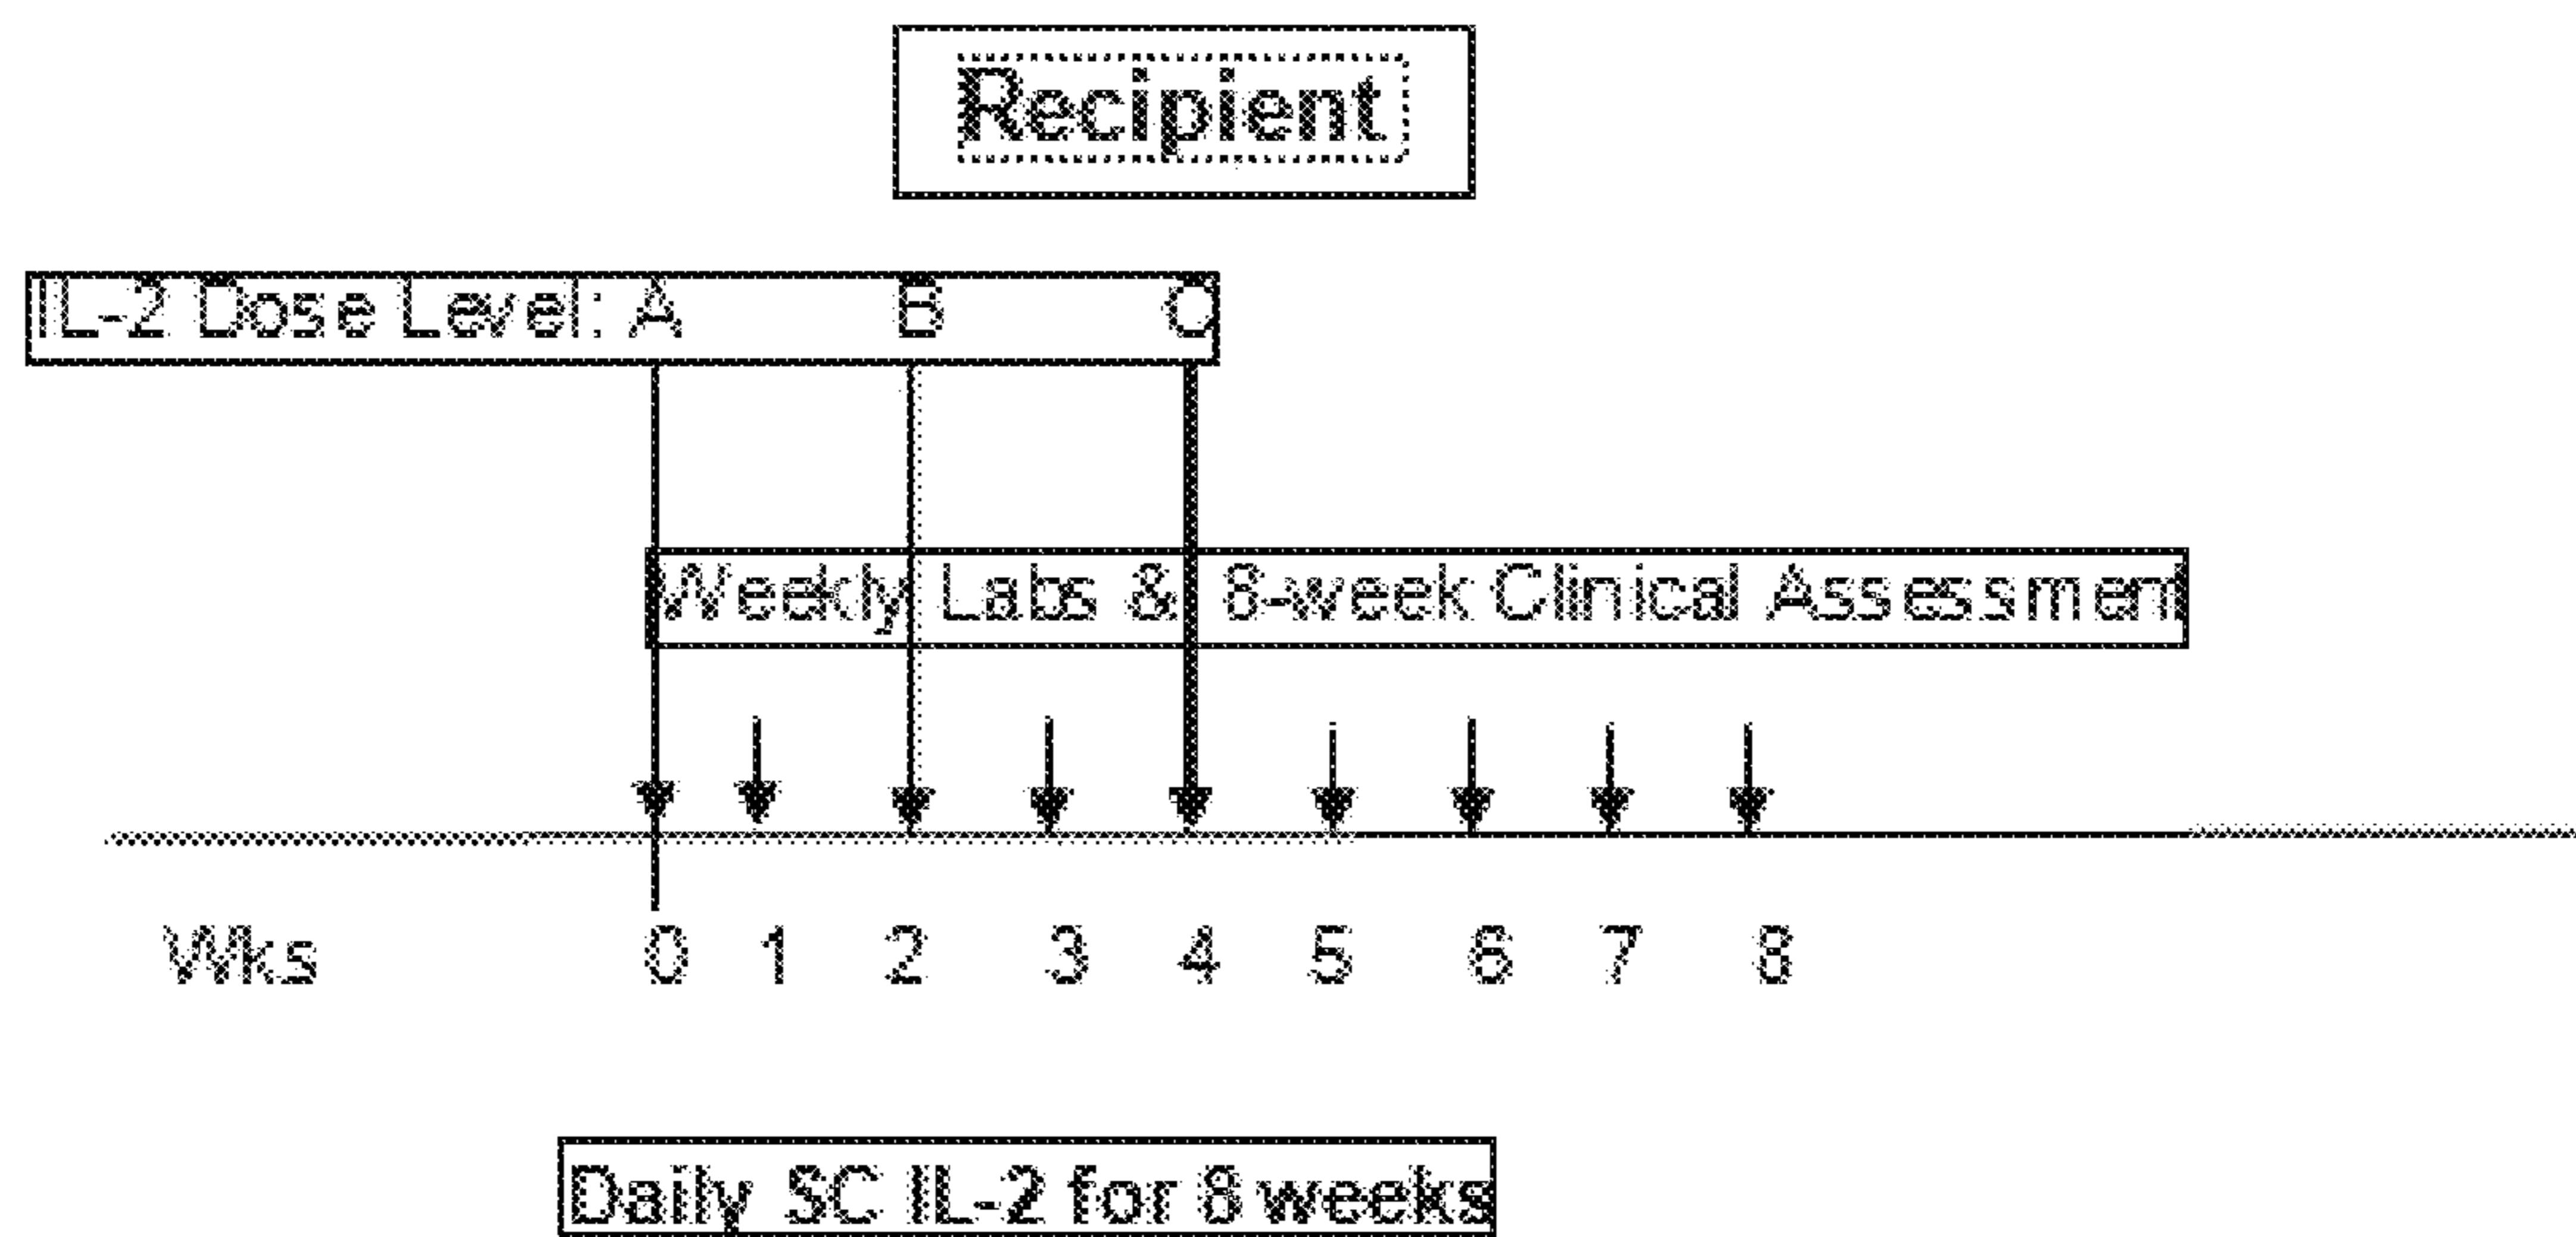 Recipient
IL-2 Dose Level: A B C
Weekly Labs & 8-week Clinical Assessment
Wks 0 1 2 3 4 5 6 7 8
Daily SC IL-2 for 8 weeks